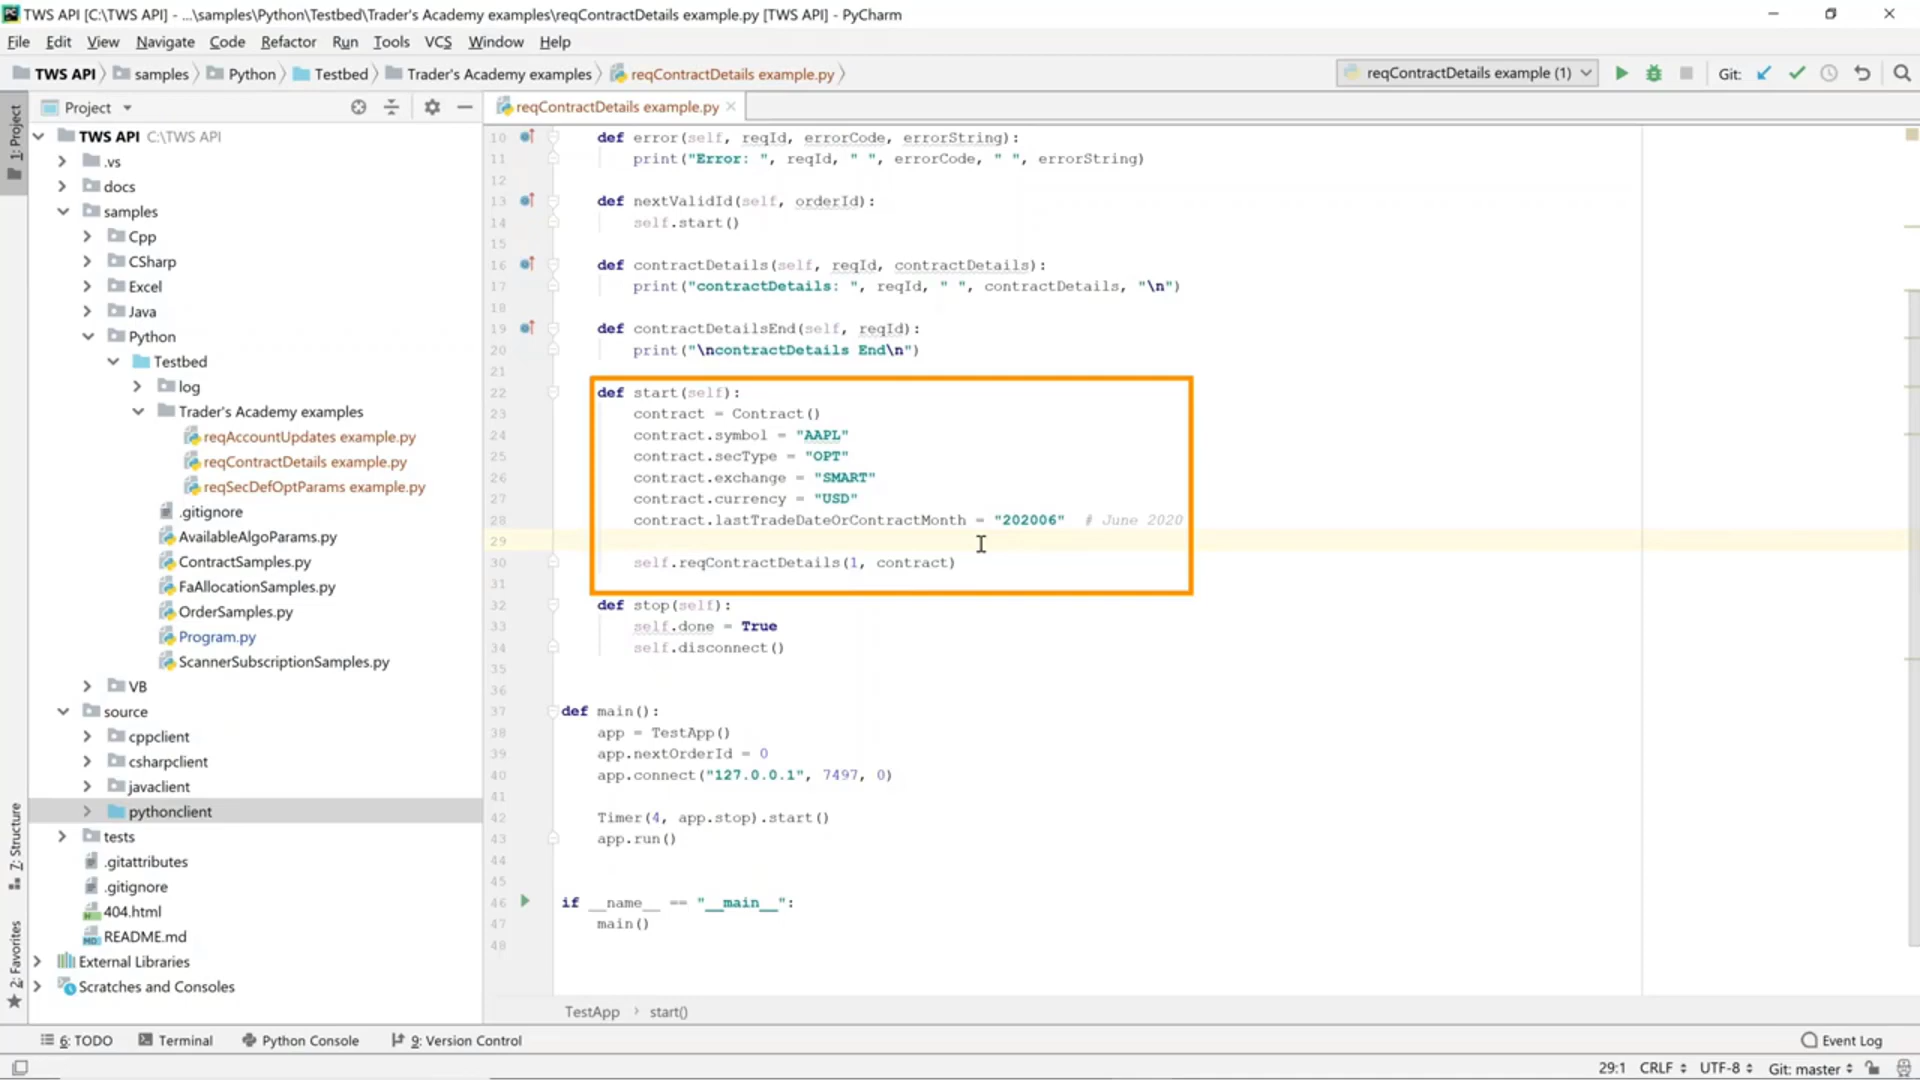 TWS API [C:\TWS API] - ...\samples\Python\Testbed\Trader's Academy examples\reqContractDetails example.py [TWS API] - PyCharm
File Edit View Navigate Code Refactor Run Tools VCS Window Help
TWS API samples Python Testbed Trader's Academy examples reqContractDetails example.py
reqContractDetails example (1) Git:
Project
reqContractDetails example.py
1: Project
7: Structure
2: Favorites
TWS API C:\TWS API
.vs
docs
samples
Cpp
CSharp
Excel
Java
Python
Testbed
log
Trader's Academy examples
reqAccountUpdates example.py
reqContractDetails example.py
reqSecDefOptParams example.py
.gitignore
AvailableAlgoParams.py
ContractSamples.py
FaAllocationSamples.py
OrderSamples.py
Program.py
ScannerSubscriptionSamples.py
VB
source
cppclient
csharpclient
javaclient
pythonclient
tests
.gitattributes
.gitignore
404.html
README.md
External Libraries
Scratches and Consoles
10 def error(self, reqId, errorCode, errorString):
11 print("Error: ", reqId, " ", errorCode, " ", errorString)
12
13 def nextValidId(self, orderId):
14 self.start()
15
16 def contractDetails(self, reqId, contractDetails):
17 print("contractDetails: ", reqId, " ", contractDetails, "\n")
18
19 def contractDetailsEnd(self, reqId):
20 print("\ncontractDetails End\n")
21
22 def start(self):
23 contract = Contract()
24 contract.symbol = "AAPL"
25 contract.secType = "OPT"
26 contract.exchange = "SMART"
27 contract.currency = "USD"
28 contract.lastTradeDateOrContractMonth = "202006" # June 2020
29
30 self.reqContractDetails(1, contract)
31
32 def stop(self):
33 self.done = True
34 self.disconnect()
35
36
37 def main():
38 app = TestApp()
39 app.nextOrderId = 0
40 app.connect("127.0.0.1", 7497, 0)
41
42 Timer(4, app.stop).start()
43 app.run()
44
45
46 if __name__ == "__main__":
47 main()
48
TestApp start()
6: TODO Terminal Python Console 9: Version Control Event Log
29:1 CRLF UTF-8 Git: master